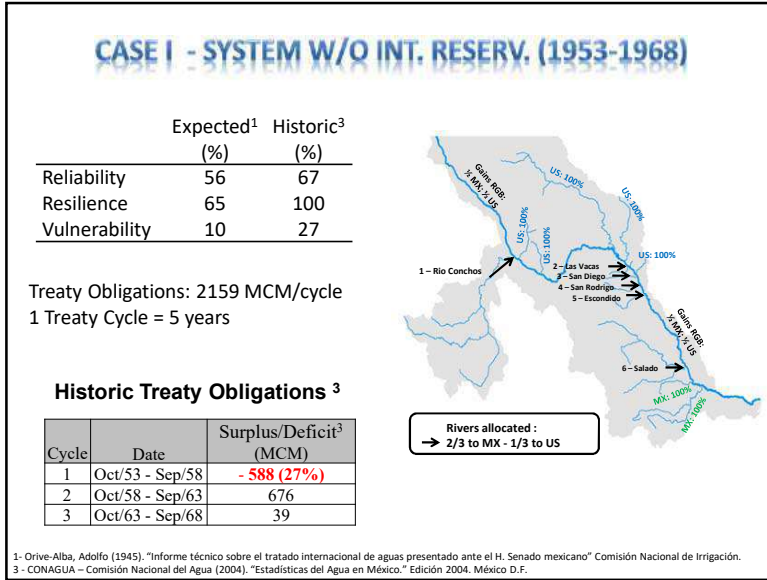 CASE I - SYSTEM W/O INT. RESERV. (1953-1968)
Expected1 Historic3
(%) (%)
Reliability 56 67
Resilience 65 100
Vulnerability 10 27
Treaty Obligations: 2159 MCM/cycle
1 Treaty Cycle = 5 years
Historic Treaty Obligations 3
Cycle Date Surplus/Deficit3 (MCM)
1 Oct/53 - Sep/58 - 588 (27%)
2 Oct/58 - Sep/63 676
3 Oct/63 - Sep/68 39
Gains RGB:
½ MX; ½ US
US: 100%
US: 100%
US: 100%
US: 100%
US: 100%
1 – Rio Conchos
2 – Las Vacas
3 – San Diego
4 – San Rodrigo
5 – Escondido
Gains RGB:
½ MX; ½ US
6 – Salado
MX: 100%
MX: 100%
Rivers allocated :
2/3 to MX - 1/3 to US
1- Orive-Alba, Adolfo (1945). “Informe técnico sobre el tratado internacional de aguas presentado ante el H. Senado mexicano” Comisión Nacional de Irrigación.
3 - CONAGUA – Comisión Nacional del Agua (2004). “Estadísticas del Agua en México.” Edición 2004. México D.F.